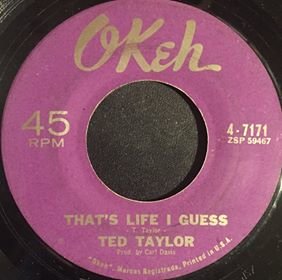 OKeh
45
RPM
4-7171
ZSP 59467
THAT'S LIFE I GUESS
- T. Taylor -
TED TAYLOR
Prod. by Carl Davis
"Okeh", Marcas Registrada. Printed in U.S.A.